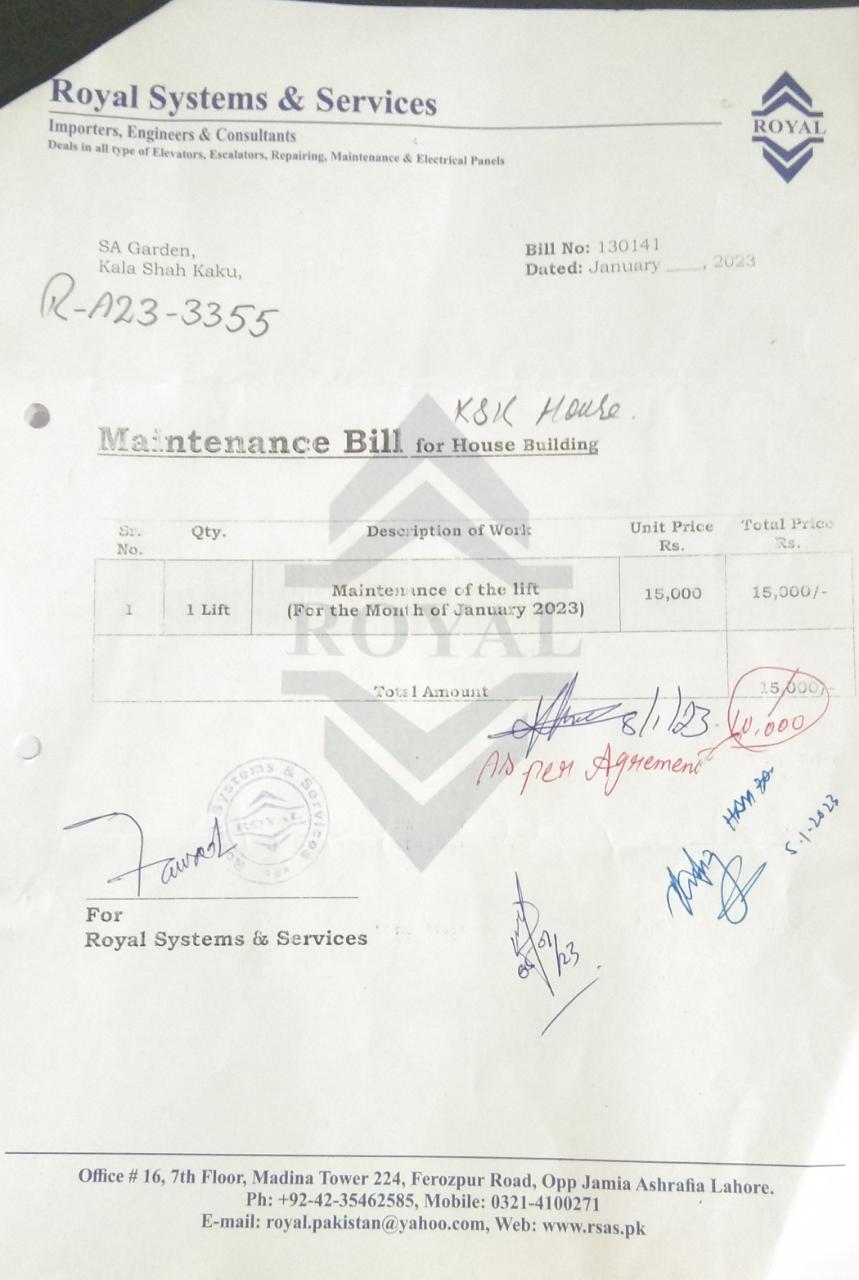 Royal Systems & Services
Importers, Engineers & Consultants
Deals in all type of Elevators, Escalators, Repairing, Maintenance & Electrical Panels
ROYAL
SA Garden,
Kala Shah Kaku,
Bill No: 130141
Dated: January ____, 2023
R-A23-3355
KSK House.
Maintenance Bill for House Building
Sr. No. Qty. Description of Work Unit Price Rs. Total Price Rs.
1 1 Lift Maintenance of the lift 15,000 15,000/-
(For the Month of January 2023)
ROYAL
Total Amount 15,000/-
8/1/23. 10,000
As per Agrement
Systems & Services
ROYAL
Hamza
5-1-2023
Fawad
For
Royal Systems & Services
/01/23
Office # 16, 7th Floor, Madina Tower 224, Ferozpur Road, Opp Jamia Ashrafia Lahore.
Ph: +92-42-35462585, Mobile: 0321-4100271
E-mail: royal.pakistan@yahoo.com, Web: www.rsas.pk